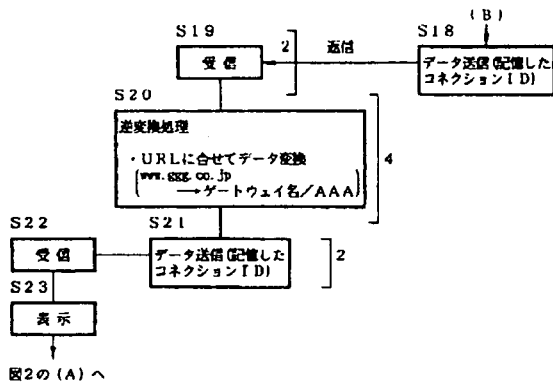 (B)
S18
データ送信(記憶した
コネクションID)
返信
S19
受信
2
S20
逆変換処理
・URLに合せてデータ変換
www.ggg.co.jp
→ゲートウェイ名/AAA
4
S21
データ送信(記憶した
コネクションID)
2
S22
受信
S23
表示
図2の(A)へ